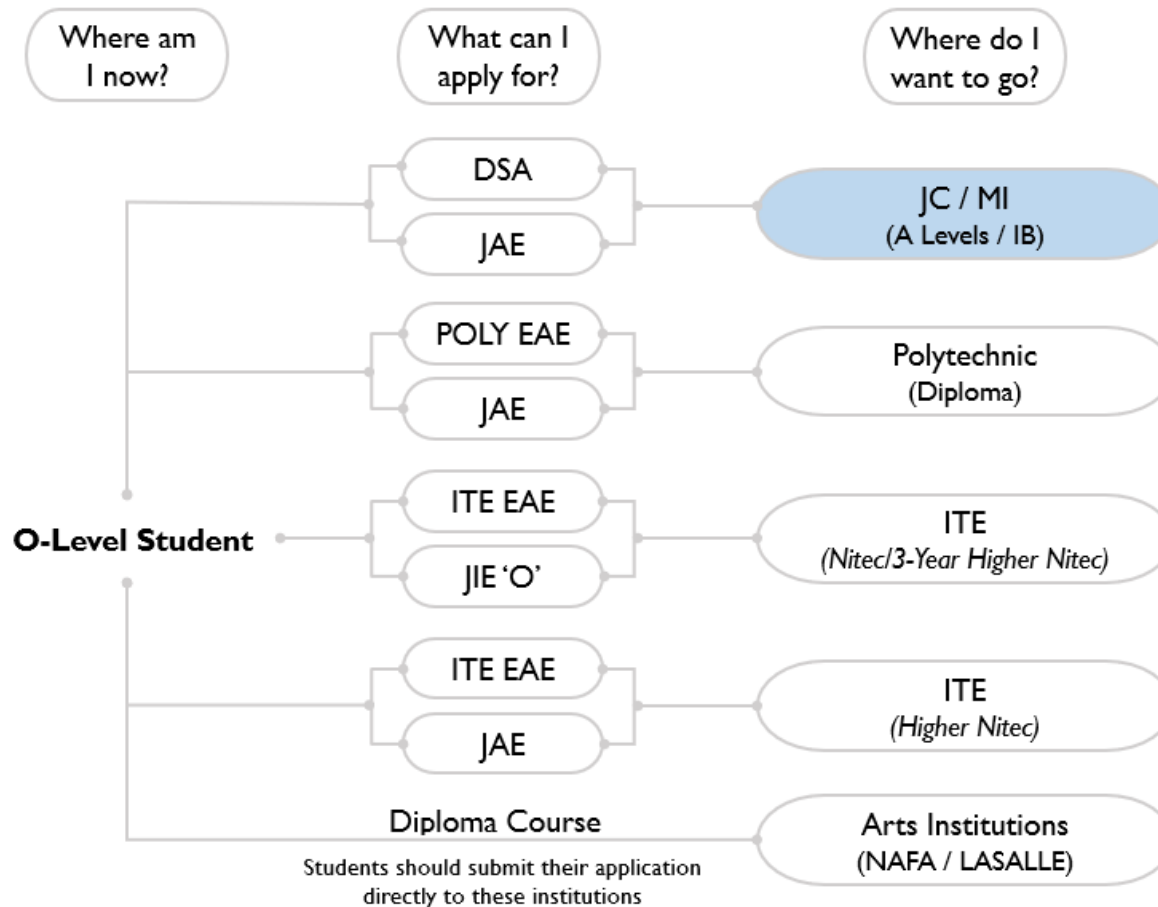 Where am
I now?
What can I
apply for?
Where do I
want to go?
DSA
JAE
JC / MI
(A Levels / IB)
POLY EAE
JAE
Polytechnic
(Diploma)
O-Level Student
ITE EAE
JIE ‘O’
ITE
(Nitec/3-Year Higher Nitec)
ITE EAE
JAE
ITE
(Higher Nitec)
Diploma Course
Students should submit their application
directly to these institutions
Arts Institutions
(NAFA / LASALLE)